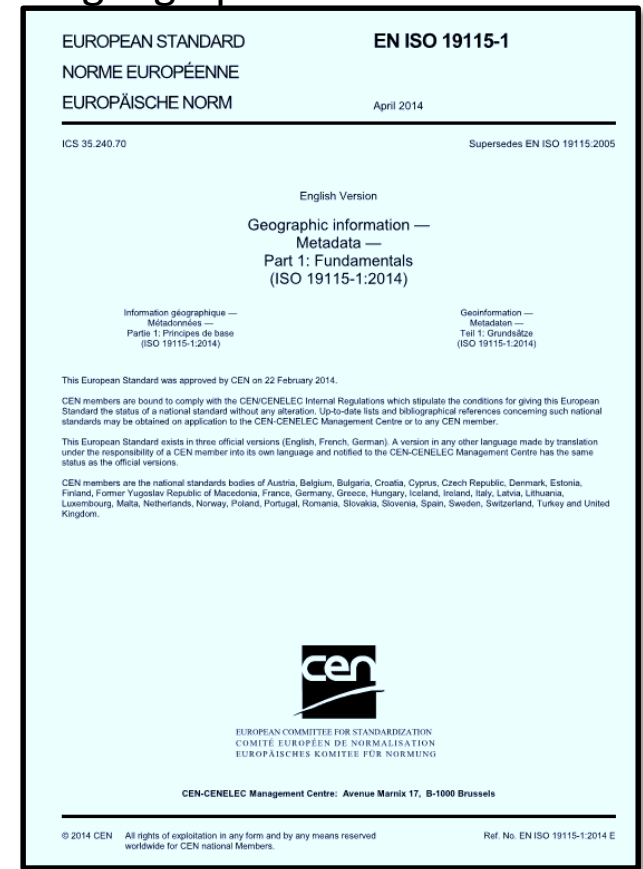 EUROPEAN STANDARD
EN ISO 19115-1
NORME EUROPÉENNE
EUROPÄISCHE NORM
April 2014
ICS 35.240.70
Supersedes EN ISO 19115:2005
English Version
Geographic information —
Metadata —
Part 1: Fundamentals
(ISO 19115-1:2014)
Information géographique —
Métadonnées —
Partie 1: Principes de base
(ISO 19115-1:2014)
Geoinformation —
Metadaten —
Teil 1: Grundsätze
(ISO 19115-1:2014)
This European Standard was approved by CEN on 22 February 2014.
CEN members are bound to comply with the CEN/CENELEC Internal Regulations which stipulate the conditions for giving this European
Standard the status of a national standard without any alteration. Up-to-date lists and bibliographical references concerning such national
standards may be obtained on application to the CEN-CENELEC Management Centre or to any CEN member.
This European Standard exists in three official versions (English, French, German). A version in any other language made by translation
under the responsibility of a CEN member into its own language and notified to the CEN-CENELEC Management Centre has the same
status as the official versions.
CEN members are the national standards bodies of Austria, Belgium, Bulgaria, Croatia, Cyprus, Czech Republic, Denmark, Estonia,
Finland, Former Yugoslav Republic of Macedonia, France, Germany, Greece, Hungary, Iceland, Ireland, Italy, Latvia, Lithuania,
Luxembourg, Malta, Netherlands, Norway, Poland, Portugal, Romania, Slovakia, Slovenia, Spain, Sweden, Switzerland, Turkey and United
Kingdom.
cen
EUROPEAN COMMITTEE FOR STANDARDIZATION
COMITÉ EUROPÉEN DE NORMALISATION
EUROPÄISCHES KOMITEE FÜR NORMUNG
CEN-CENELEC Management Centre: Avenue Marnix 17, B-1000 Brussels
© 2014 CEN
All rights of exploitation in any form and by any means reserved
worldwide for CEN national Members.
Ref. No. EN ISO 19115-1:2014 E